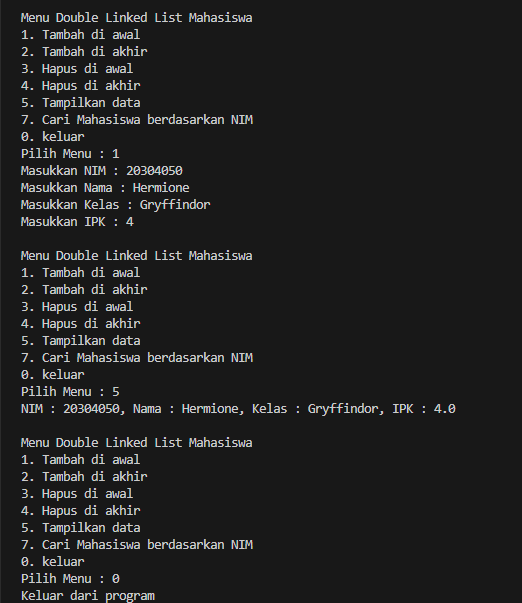 Menu Double Linked List Mahasiswa
1. Tambah di awal
2. Tambah di akhir
3. Hapus di awal
4. Hapus di akhir
5. Tampilkan data
7. Cari Mahasiswa berdasarkan NIM
0. keluar
Pilih Menu : 1
Masukkan NIM : 20304050
Masukkan Nama : Hermione
Masukkan Kelas : Gryffindor
Masukkan IPK : 4

Menu Double Linked List Mahasiswa
1. Tambah di awal
2. Tambah di akhir
3. Hapus di awal
4. Hapus di akhir
5. Tampilkan data
7. Cari Mahasiswa berdasarkan NIM
0. keluar
Pilih Menu : 5
NIM : 20304050, Nama : Hermione, Kelas : Gryffindor, IPK : 4.0

Menu Double Linked List Mahasiswa
1. Tambah di awal
2. Tambah di akhir
3. Hapus di awal
4. Hapus di akhir
5. Tampilkan data
7. Cari Mahasiswa berdasarkan NIM
0. keluar
Pilih Menu : 0
Keluar dari program